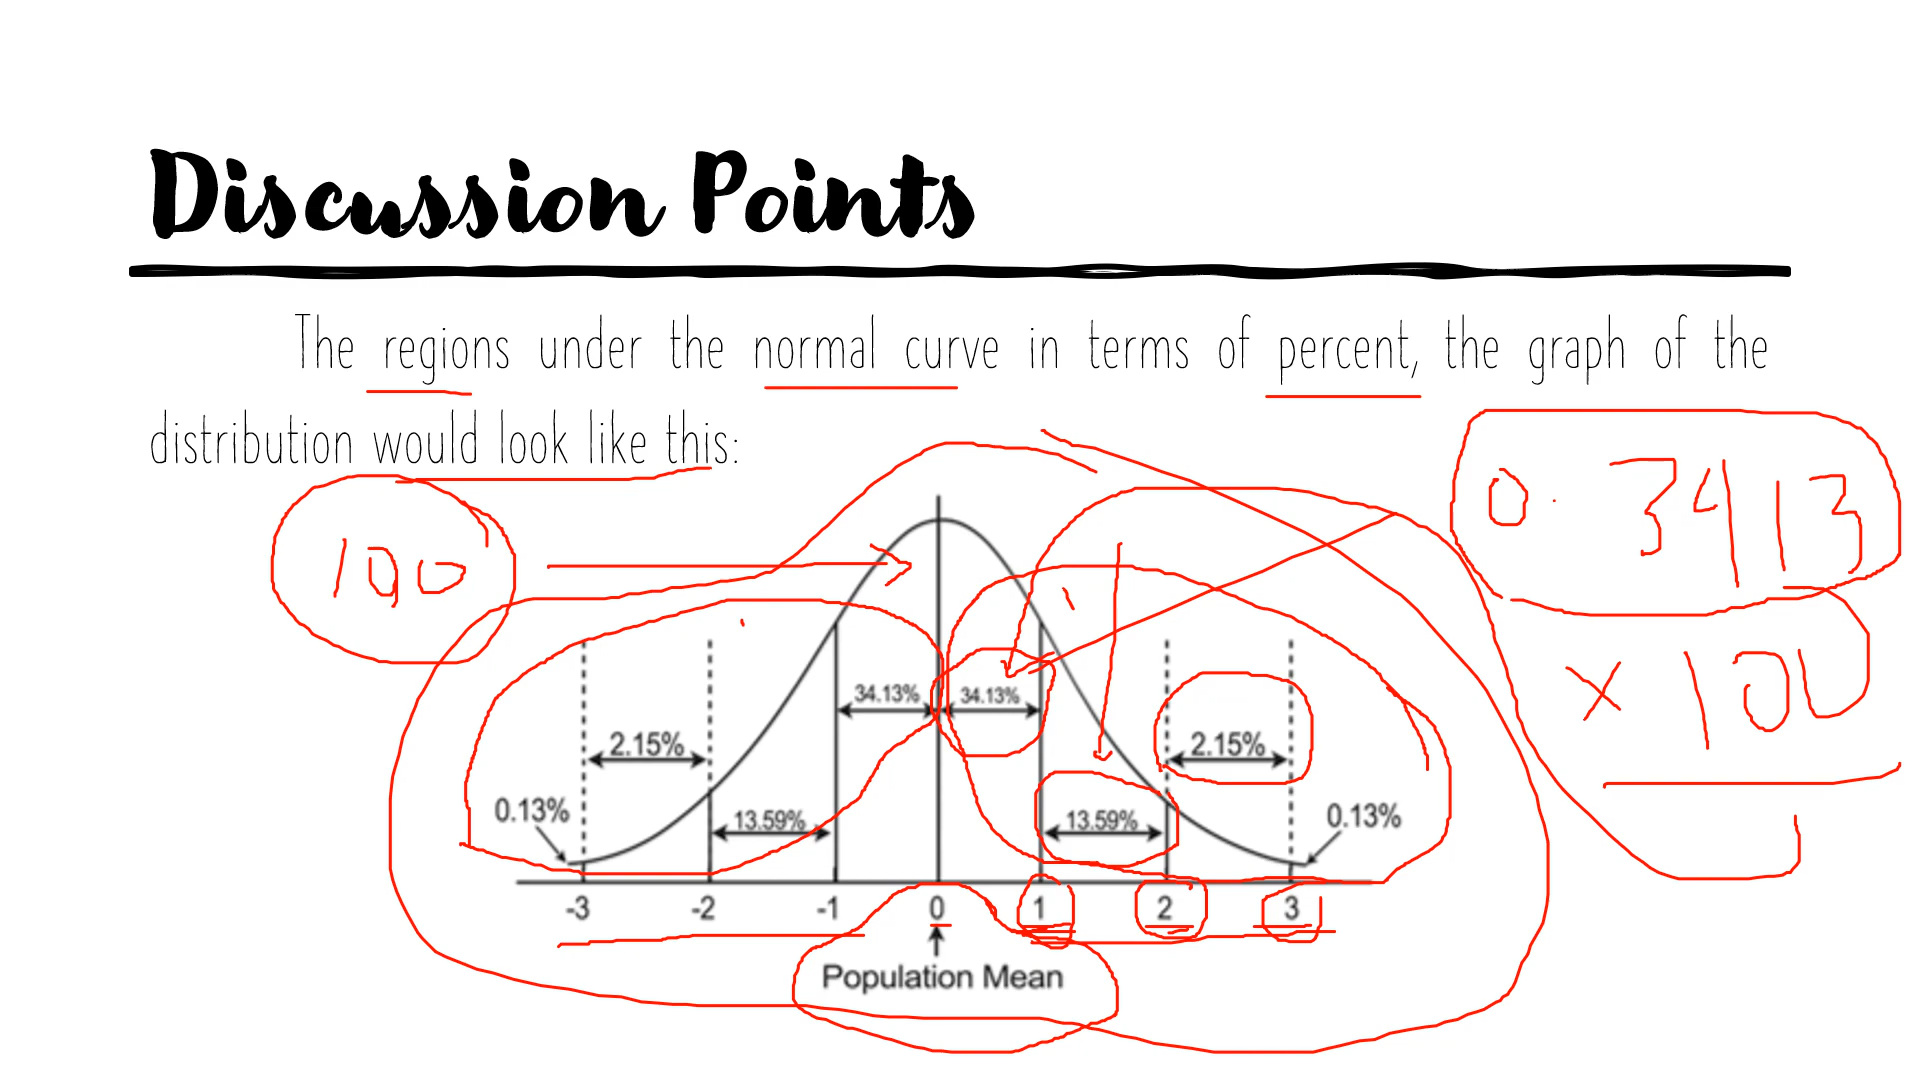 Discussion Points
The regions under the normal curve in terms of percent, the graph of the
distribution would look like this:
100
0.3413
× 100
34.13% 34.13%
2.15% 2.15%
0.13% 13.59% 13.59% 0.13%
-3 -2 -1 0 1 2 3
Population Mean